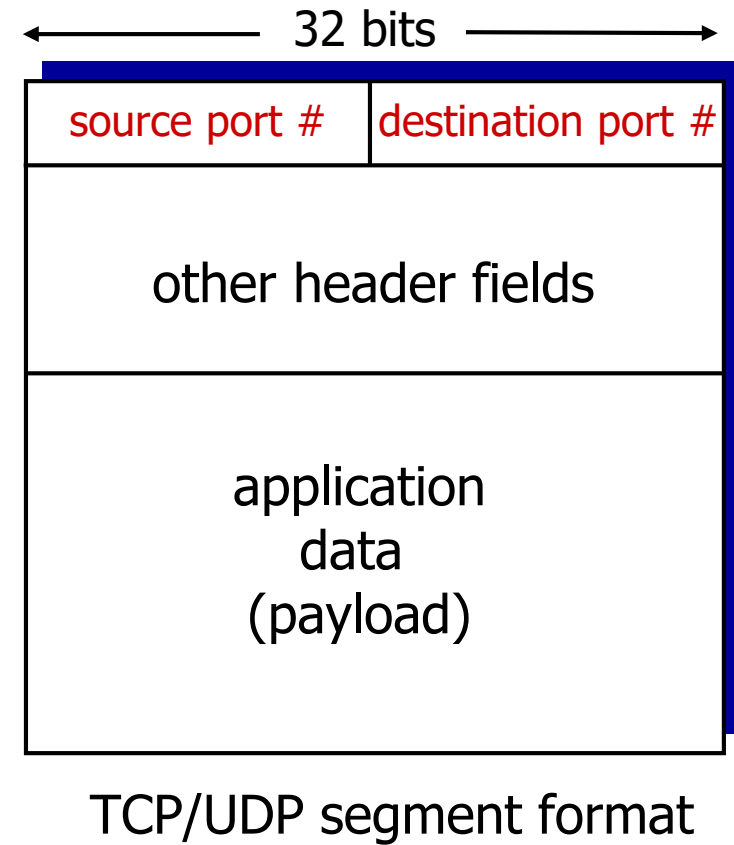 32 bits
source port # destination port #
other header fields
application
data
(payload)
TCP/UDP segment format